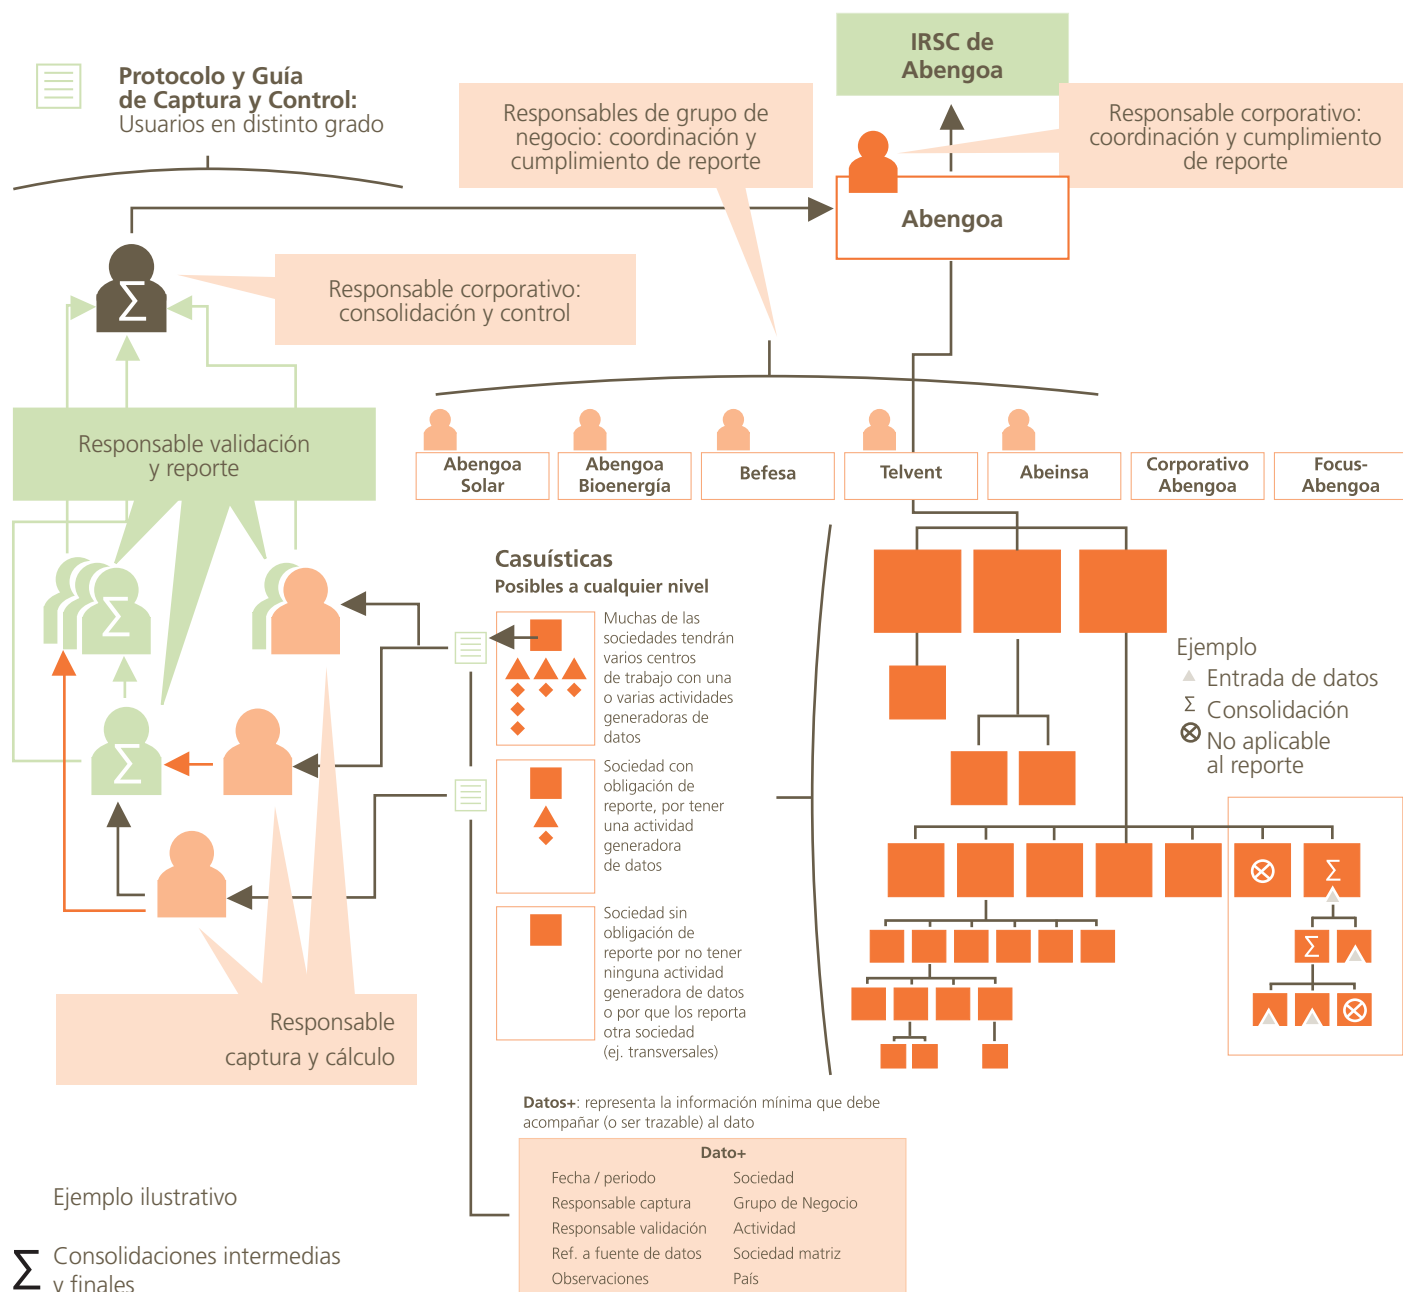 IRSC de
Abengoa
Protocolo y Guía
de Captura y Control:
Usuarios en distinto grado
Responsables de grupo de
negocio: coordinación y
cumplimiento de reporte
Responsable corporativo:
coordinación y cumplimiento
de reporte
Abengoa
Σ
Responsable corporativo:
consolidación y control
Responsable validación
y reporte
Abengoa
Solar
Abengoa
Bioenergía
Befesa
Telvent
Abeinsa
Corporativo
Abengoa
Focus-
Abengoa
Casuísticas
Posibles a cualquier nivel
Muchas de las
sociedades tendrán
varios centros
de trabajo con una
o varias actividades
generadoras de
datos
Sociedad con
obligación de
reporte, por tener
una actividad
generadora
de datos
Sociedad sin
obligación de
reporte por no tener
ninguna actividad
generadora de datos
o por que los reporta
otra sociedad
(ej. transversales)
Σ
Σ
Ejemplo
Entrada de datos
Σ Consolidación
No aplicable
al reporte
Σ
Σ
Responsable
captura y cálculo
Datos+: representa la información mínima que debe
acompañar (o ser trazable) al dato
Dato+
Fecha / periodo Sociedad
Responsable captura Grupo de Negocio
Responsable validación Actividad
Ref. a fuente de datos Sociedad matriz
Observaciones País
Ejemplo ilustrativo
Σ Consolidaciones intermedias
y finales